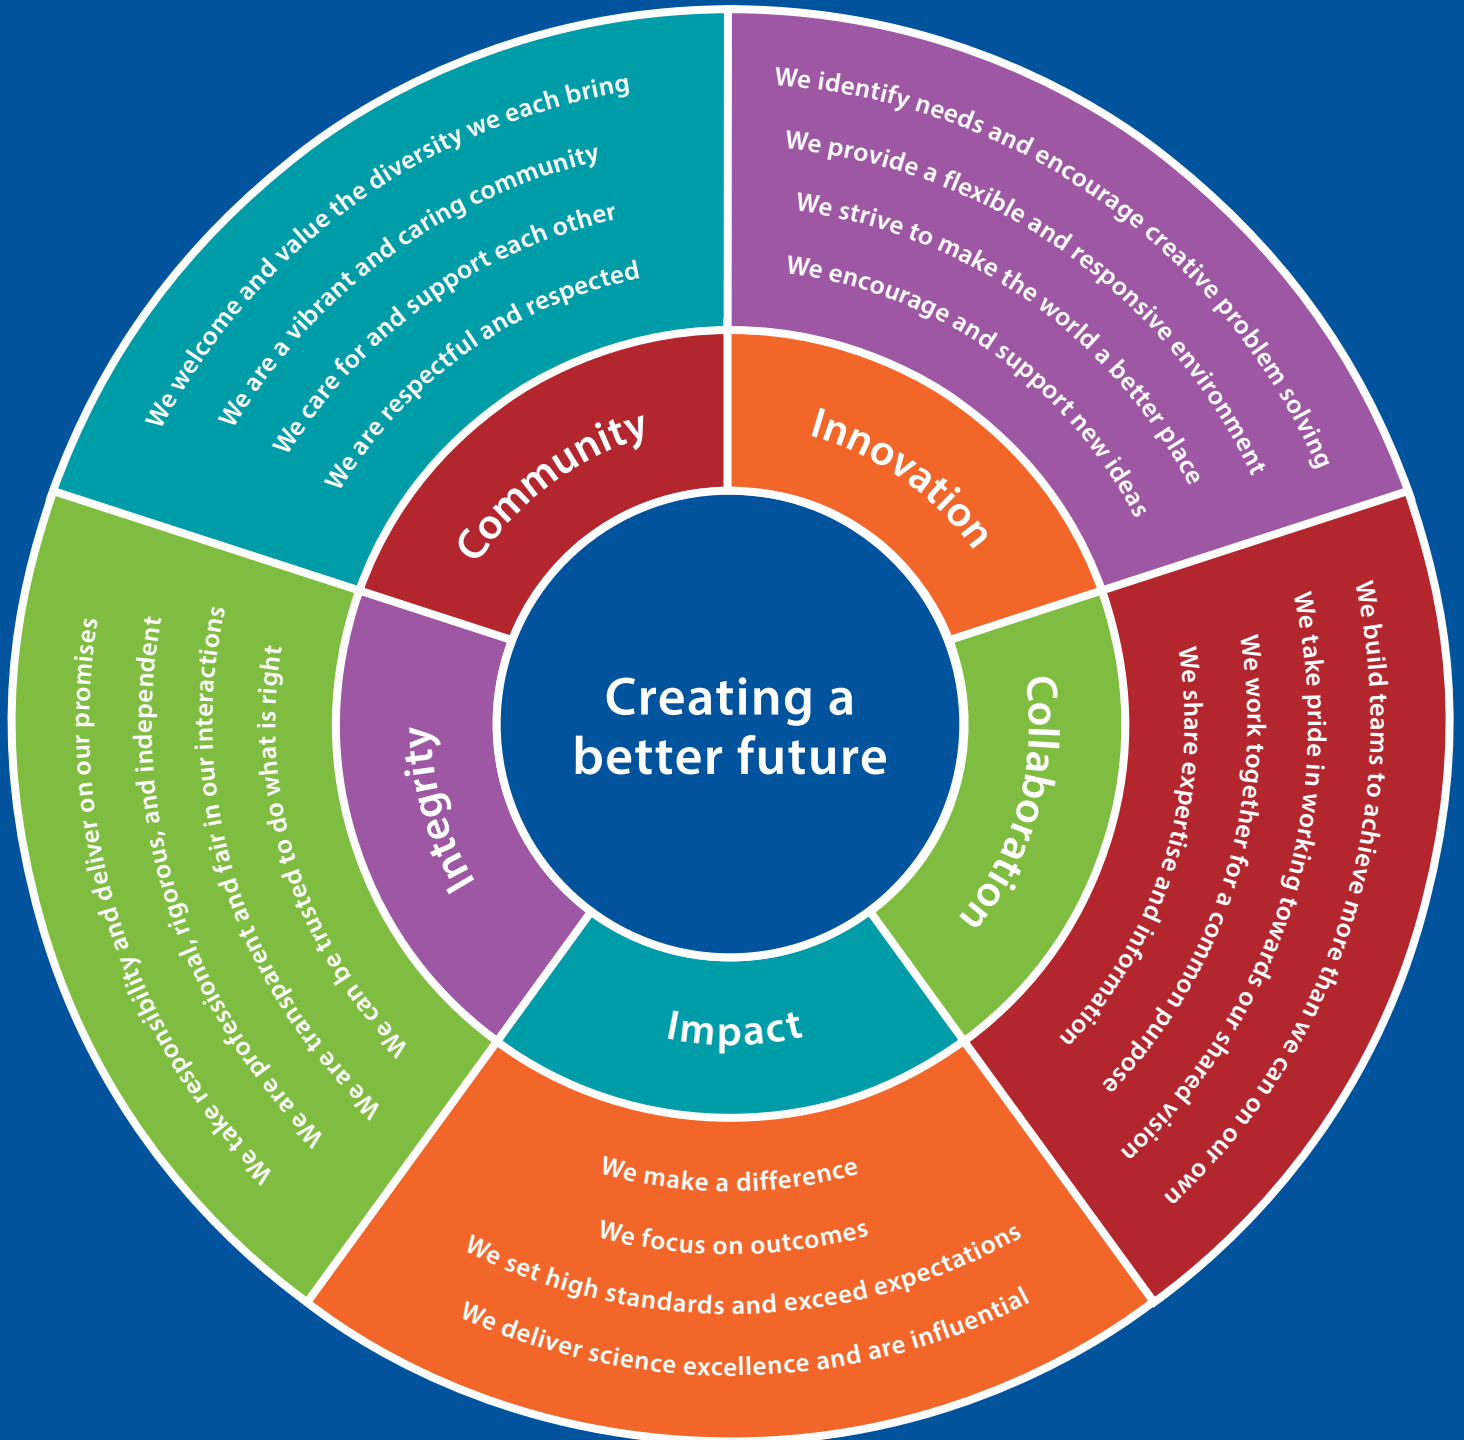 Creating a
better future
Innovation
We identify needs and encourage creative problem solving
We provide a flexible and responsive environment
We strive to make the world a better place
We encourage and support new ideas
Collaboration
We build teams to achieve more than we can on our own
We take pride in working towards our shared vision
We work together for a common purpose
We share expertise and information
Impact
We make a difference
We focus on outcomes
We set high standards and exceed expectations
We deliver science excellence and are influential
Integrity
We take responsibility and deliver on our promises
We are professional, rigorous, and independent
We are transparent and fair in our interactions
We can be trusted to do what is right
Community
We welcome and value the diversity we each bring
We are a vibrant and caring community
We care for and support each other
We are respectful and respected